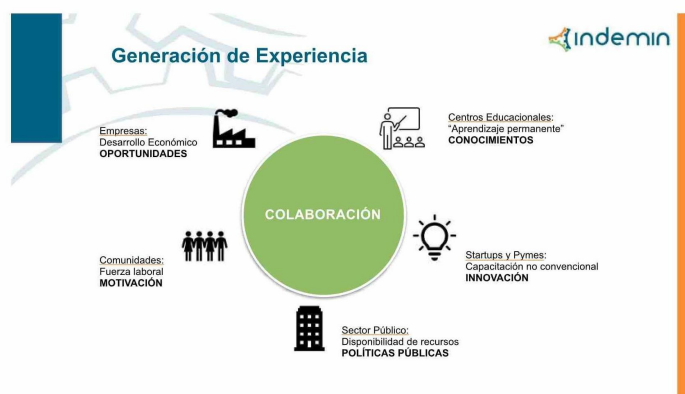 Generación de Experiencia
indemin
Empresas:
Desarrollo Económico
OPORTUNIDADES
Centros Educacionales:
“Aprendizaje permanente”
CONOCIMIENTOS
COLABORACIÓN
Comunidades:
Fuerza laboral
MOTIVACIÓN
Startups y Pymes:
Capacitación no convencional
INNOVACIÓN
Sector Público:
Disponibilidad de recursos
POLÍTICAS PÚBLICAS